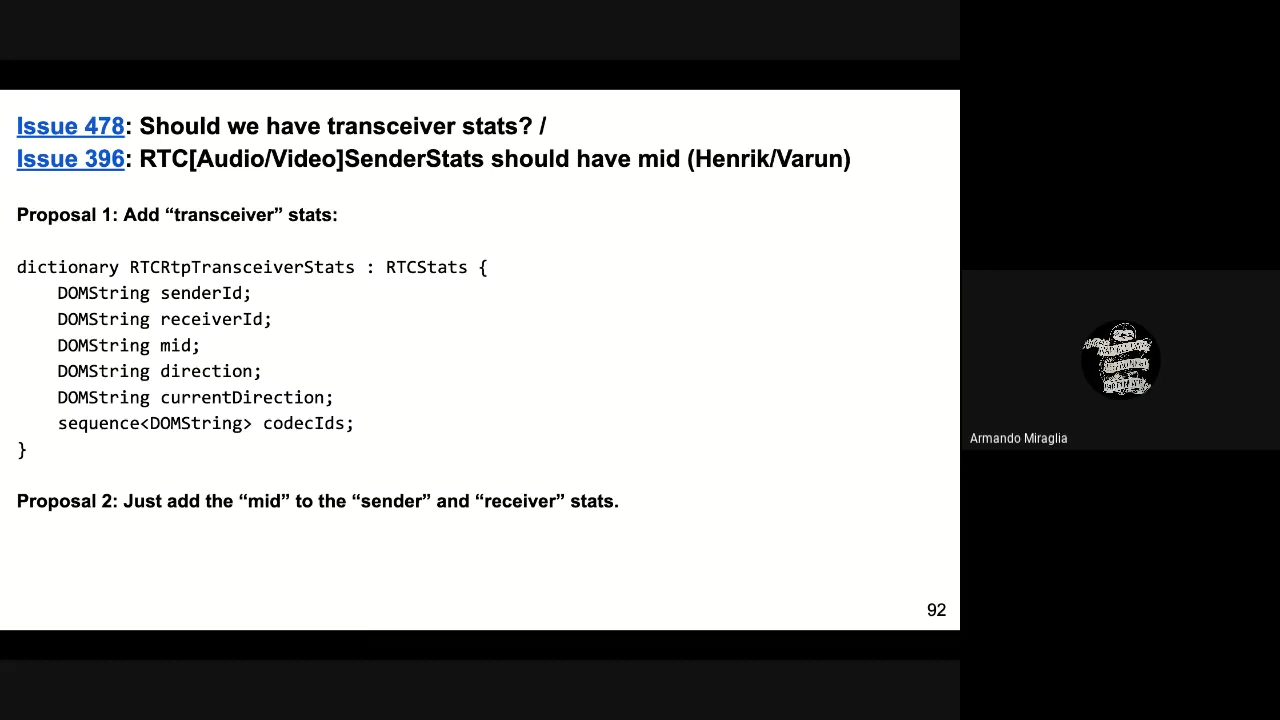 Issue 478: Should we have transceiver stats? /
Issue 396: RTC[Audio/Video]SenderStats should have mid (Henrik/Varun)
Proposal 1: Add “transceiver” stats:
dictionary RTCRtpTransceiverStats : RTCStats {
    DOMString senderId;
    DOMString receiverId;
    DOMString mid;
    DOMString direction;
    DOMString currentDirection;
    sequence<DOMString> codecIds;
}
Proposal 2: Just add the “mid” to the “sender” and “receiver” stats.
92
Armando Miraglia